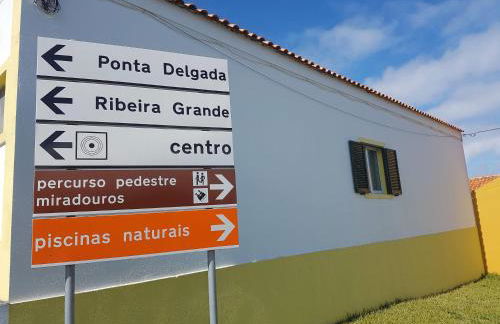 Ponta Delgada
Ribeira Grande
centro
percurso pedestre
miradouros
piscinas naturais